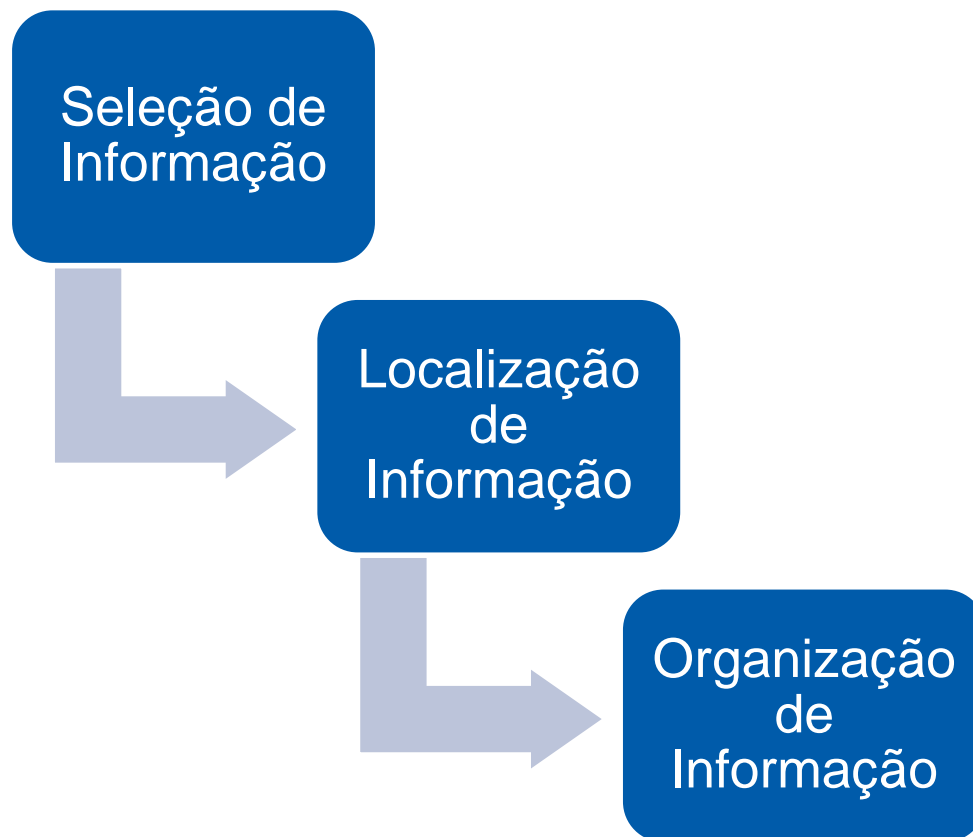 Seleção de
Informação
Localização
de
Informação
Organização
de
Informação